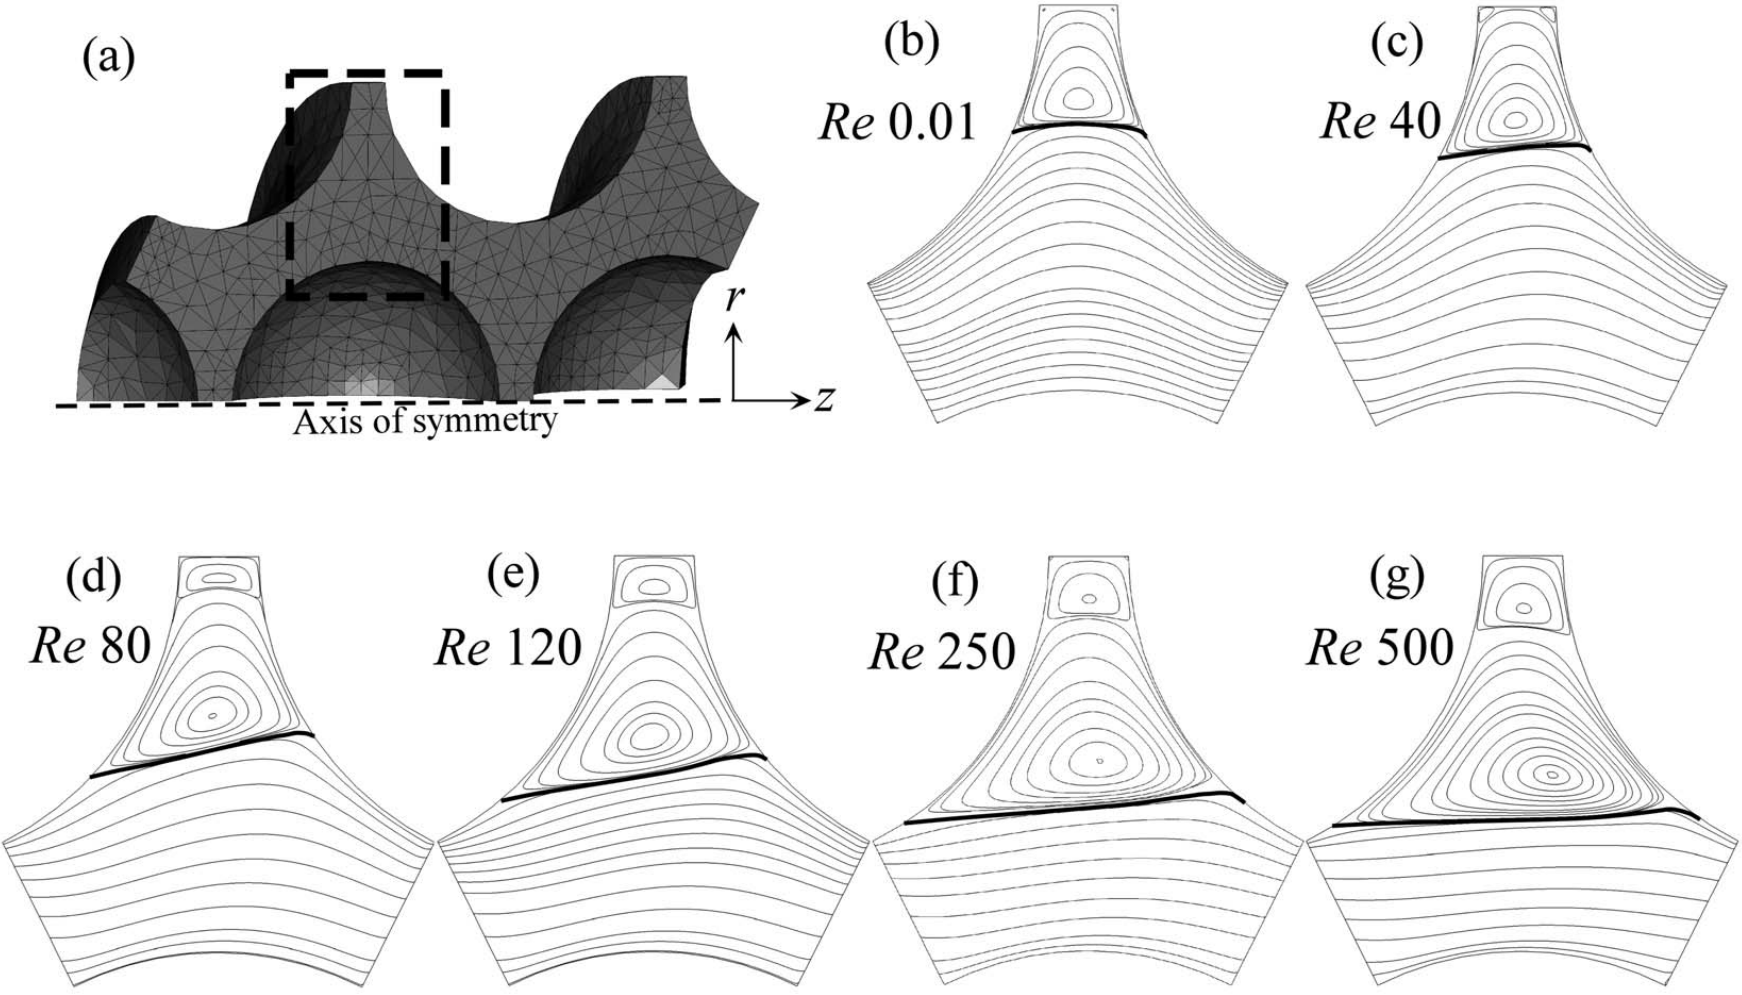 (a)
r
z
Axis of symmetry
(b)
Re 0.01
(c)
Re 40
(d)
Re 80
(e)
Re 120
(f)
Re 250
(g)
Re 500